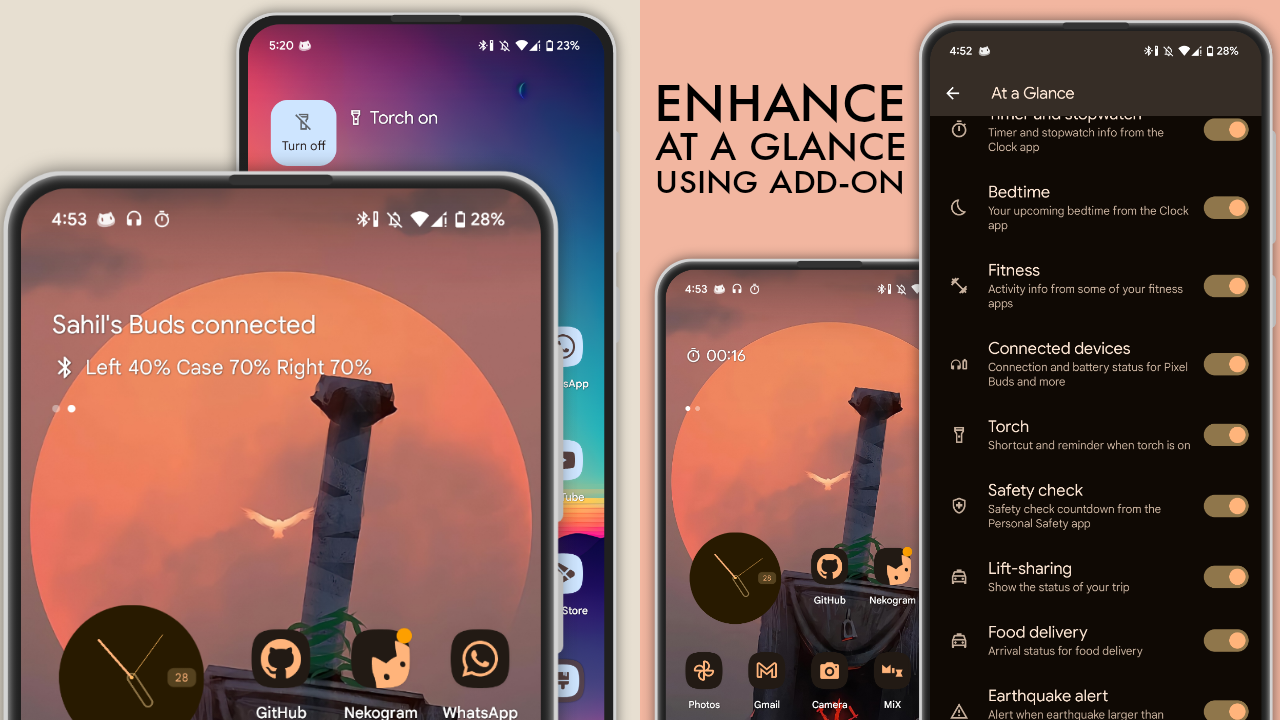 5:20
23%
Torch on
Turn off
4:53
28%
Sahil's Buds connected
Left 40% Case 70% Right 70%
sApp
Tube
Store
28
GitHub
Nekogram
WhatsApp
ENHANCE
AT A GLANCE
USING ADD-ON
4:53
00:16
28
GitHub
Nekogram
Photos
Gmail
Camera
MiX
4:52
28%
At a Glance
Timer and stopwatch
Timer and stopwatch info from the
Clock app
Bedtime
Your upcoming bedtime from the Clock
app
Fitness
Activity info from some of your fitness
apps
Connected devices
Connection and battery status for Pixel
Buds and more
Torch
Shortcut and reminder when torch is on
Safety check
Safety check countdown from the
Personal Safety app
Lift-sharing
Show the status of your trip
Food delivery
Arrival status for food delivery
Earthquake alert
Alert when earthquake larger than